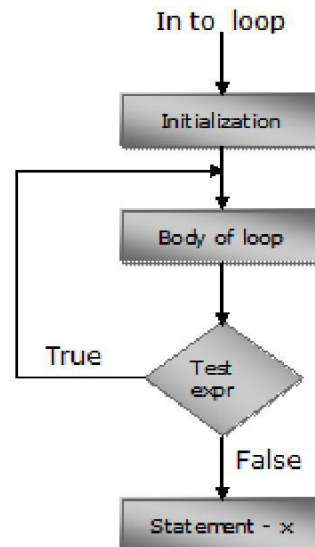 In to loop
Initialization
Body of loop
Test
expr
True
False
Statement - x